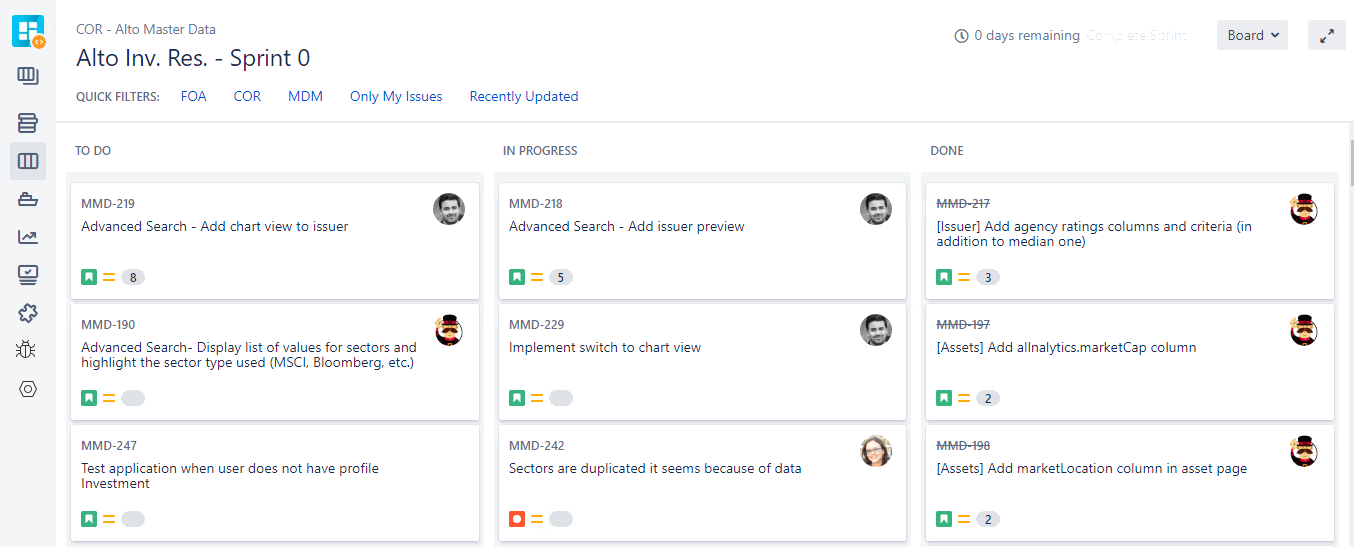 COR - Alto Master Data
Alto Inv. Res. - Sprint 0
0 days remaining Complete Sprint
Board
QUICK FILTERS: FOA COR MDM Only My Issues Recently Updated
TO DO
MMD-219
Advanced Search - Add chart view to issuer
8
MMD-190
Advanced Search- Display list of values for sectors and
highlight the sector type used (MSCI, Bloomberg, etc.)
MMD-247
Test application when user does not have profile
Investment
IN PROGRESS
MMD-218
Advanced Search - Add issuer preview
5
MMD-229
Implement switch to chart view
MMD-242
Sectors are duplicated it seems because of data
DONE
MMD-217
[Issuer] Add agency ratings columns and criteria (in
addition to median one)
3
MMD-197
[Assets] Add allnalytics.marketCap column
2
MMD-198
[Assets] Add marketLocation column in asset page
2